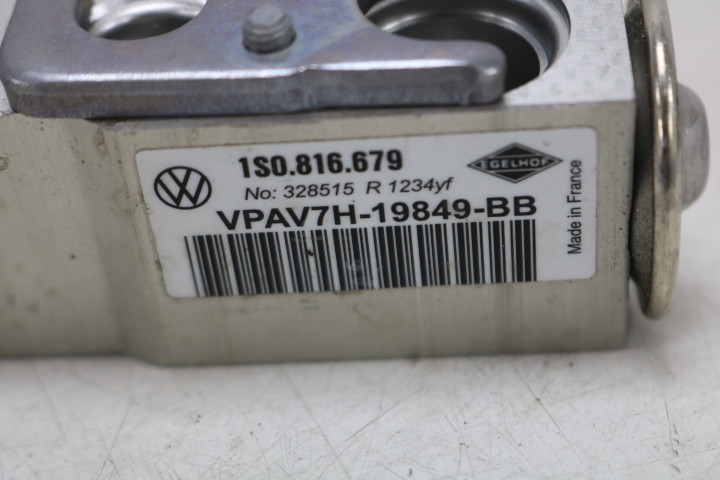 1S0.816.679
EGELHOF
No: 328515 R 1234yf
VPAV7H-19849-BB
Made in France